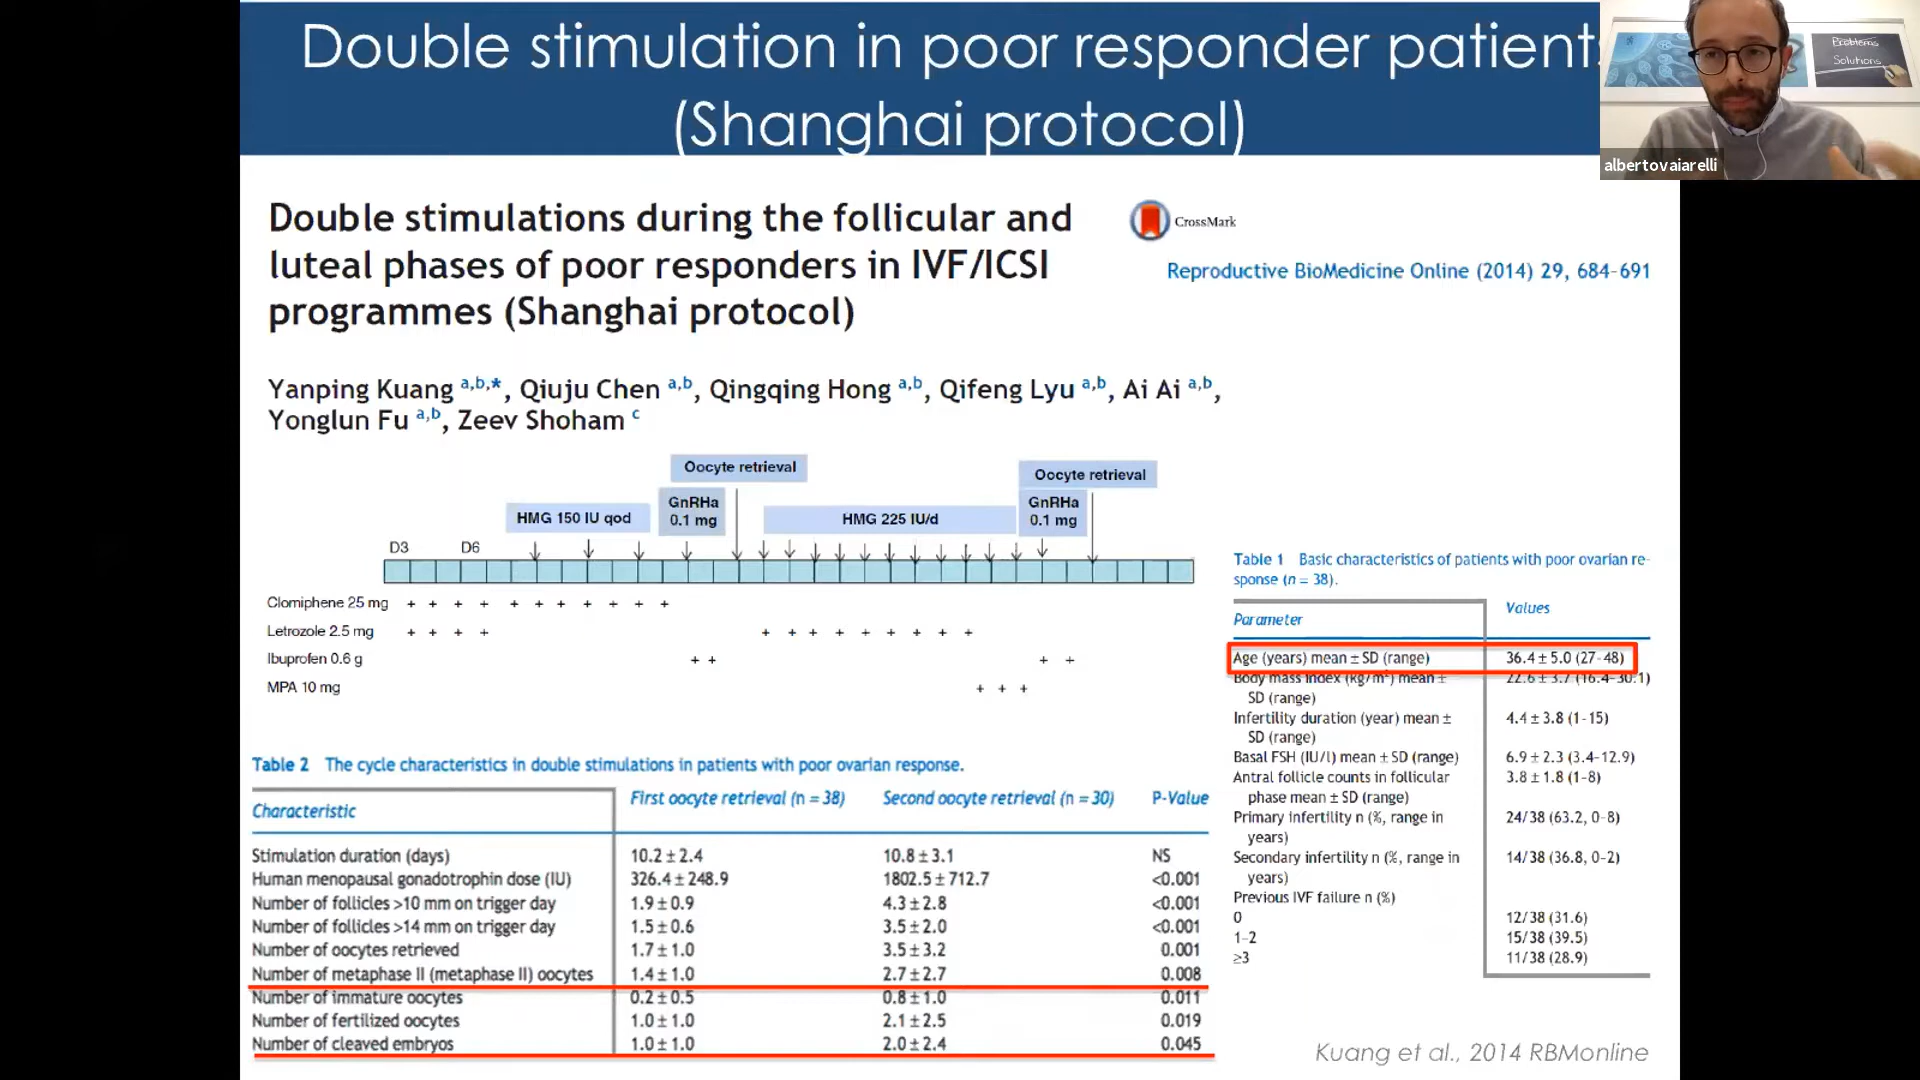 Double stimulation in poor responder patients
(Shanghai protocol)
Problems
Solutions
albertovaiarelli
Double stimulations during the follicular and
luteal phases of poor responders in IVF/ICSI
programmes (Shanghai protocol)
CrossMark
Reproductive BioMedicine Online (2014) 29, 684-691
Yanping Kuang a,b,*, Qiuju Chen a,b, Qingqing Hong a,b, Qifeng Lyu a,b, Ai Ai a,b,
Yonglun Fu a,b, Zeev Shoham c
Oocyte retrieval
Oocyte retrieval
HMG 150 IU qod
GnRHa
0.1 mg
HMG 225 IU/d
GnRHa
0.1 mg
D3 D6
Clomiphene 25 mg + + + + + + + + + + +
Letrozole 2.5 mg + + + + + + + + + + + + +
Ibuprofen 0.6 g + + + +
MPA 10 mg + + +
Table 1 Basic characteristics of patients with poor ovarian re-
sponse (n = 38).
Parameter Values
Age (years) mean ± SD (range) 36.4 ± 5.0 (27-48)
Body mass index (kg/m²) mean ± 22.6 ± 3.7 (16.4-30.1)
SD (range)
Infertility duration (year) mean ± 4.4 ± 3.8 (1-15)
SD (range)
Basal FSH (IU/l) mean ± SD (range) 6.9 ± 2.3 (3.4-12.9)
Antral follicle counts in follicular 3.8 ± 1.8 (1-8)
phase mean ± SD (range)
Primary infertility n (%, range in 24/38 (63.2, 0-8)
years)
Secondary infertility n (%, range in 14/38 (36.8, 0-2)
years)
Previous IVF failure n (%)
0 12/38 (31.6)
1-2 15/38 (39.5)
≥3 11/38 (28.9)
Table 2 The cycle characteristics in double stimulations in patients with poor ovarian response.
Characteristic First oocyte retrieval (n = 38) Second oocyte retrieval (n = 30) P-Value
Stimulation duration (days) 10.2 ± 2.4 10.8 ± 3.1 NS
Human menopausal gonadotrophin dose (IU) 326.4 ± 248.9 1802.5 ± 712.7 <0.001
Number of follicles >10 mm on trigger day 1.9 ± 0.9 4.3 ± 2.8 <0.001
Number of follicles >14 mm on trigger day 1.5 ± 0.6 3.5 ± 2.0 <0.001
Number of oocytes retrieved 1.7 ± 1.0 3.5 ± 3.2 0.001
Number of metaphase II (metaphase II) oocytes 1.4 ± 1.0 2.7 ± 2.7 0.008
Number of immature oocytes 0.2 ± 0.5 0.8 ± 1.0 0.011
Number of fertilized oocytes 1.0 ± 1.0 2.1 ± 2.5 0.019
Number of cleaved embryos 1.0 ± 1.0 2.0 ± 2.4 0.045
Kuang et al., 2014 RBMonline